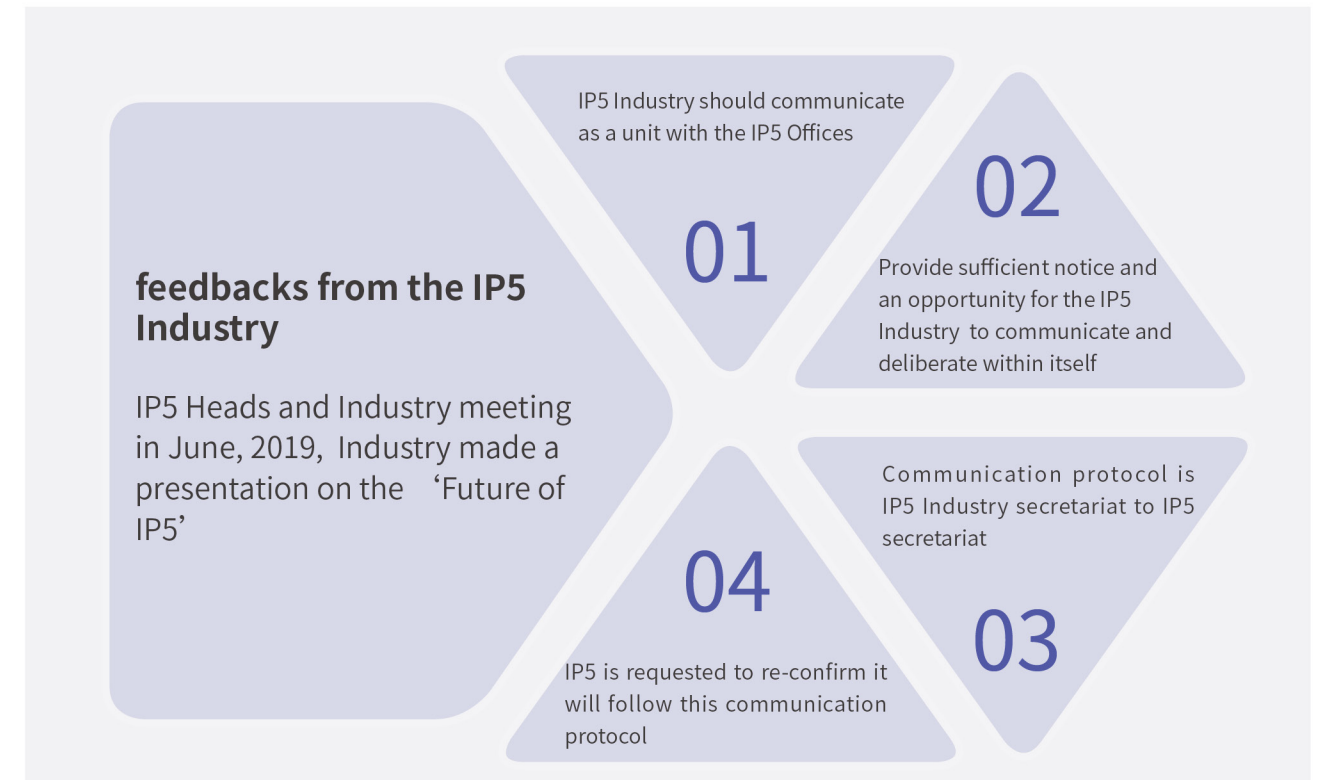 feedbacks from the IP5
Industry
IP5 Heads and Industry meeting
in June, 2019, Industry made a
presentation on the ‘Future of
IP5’
IP5 Industry should communicate
as a unit with the IP5 Offices
01
02
Provide sufficient notice and
an opportunity for the IP5
Industry to communicate and
deliberate within itself
Communication protocol is
IP5 Industry secretariat to IP5
secretariat
03
04
IP5 is requested to re-confirm it
will follow this communication
protocol